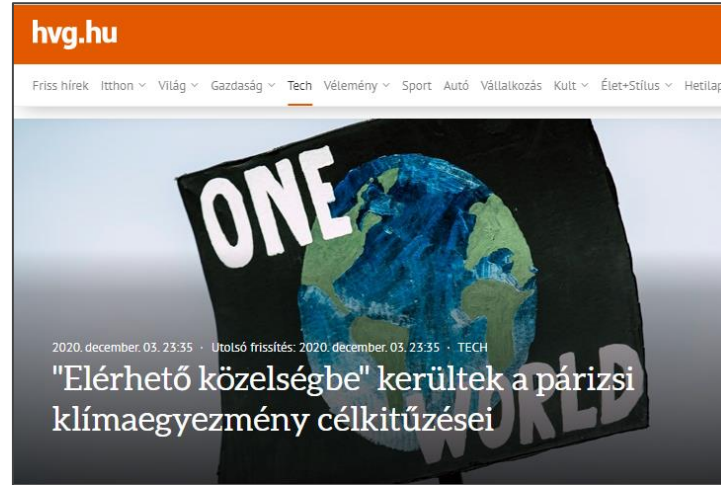 hvg.hu
Friss hírek Itthon Világ Gazdaság Tech Vélemény Sport Autó Vállalkozás Kult Élet+Stílus Hetilap
ONE
WORLD
2020. december. 03. 23:35 · Utolsó frissítés: 2020. december. 03. 23:35 · TECH
"Elérhető közelségbe" kerültek a párizsi
klímaegyezmény célkitűzései